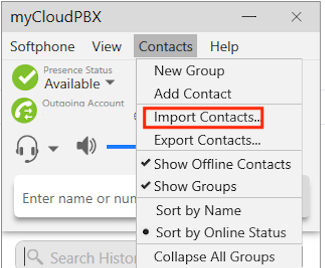 myCloudPBX
Softphone View Contacts Help
Presence Status
Available
Outgoing Account
New Group
Add Contact
Import Contacts...
Export Contacts...
Show Offline Contacts
Show Groups
Sort by Name
Sort by Online Status
Collapse All Groups
Enter name or num
Search Histor